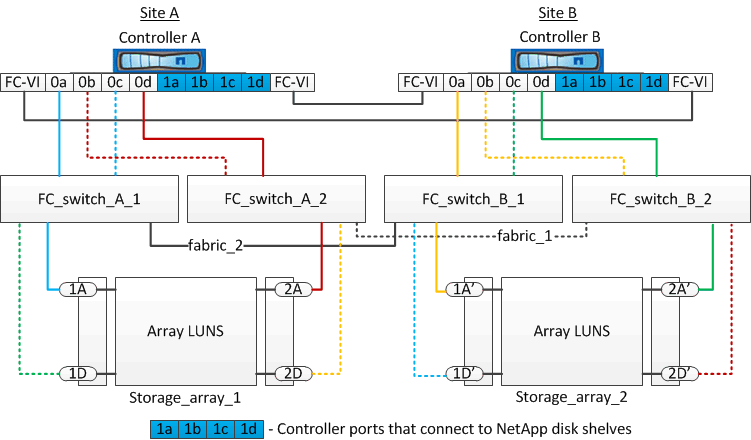 Site A
Site B
Controller A
Controller B
FC-VI 0a 0b 0c 0d 1a 1b 1c 1d FC-VI
FC-VI 0a 0b 0c 0d 1a 1b 1c 1d FC-VI
FC_switch_A_1
FC_switch_A_2
FC_switch_B_1
FC_switch_B_2
fabric_1
fabric_2
1A
2A
1A’
2A’
Array LUNS
Array LUNS
1D
2D
1D’
2D’
Storage_array_1
Storage_array_2
1a 1b 1c 1d - Controller ports that connect to NetApp disk shelves